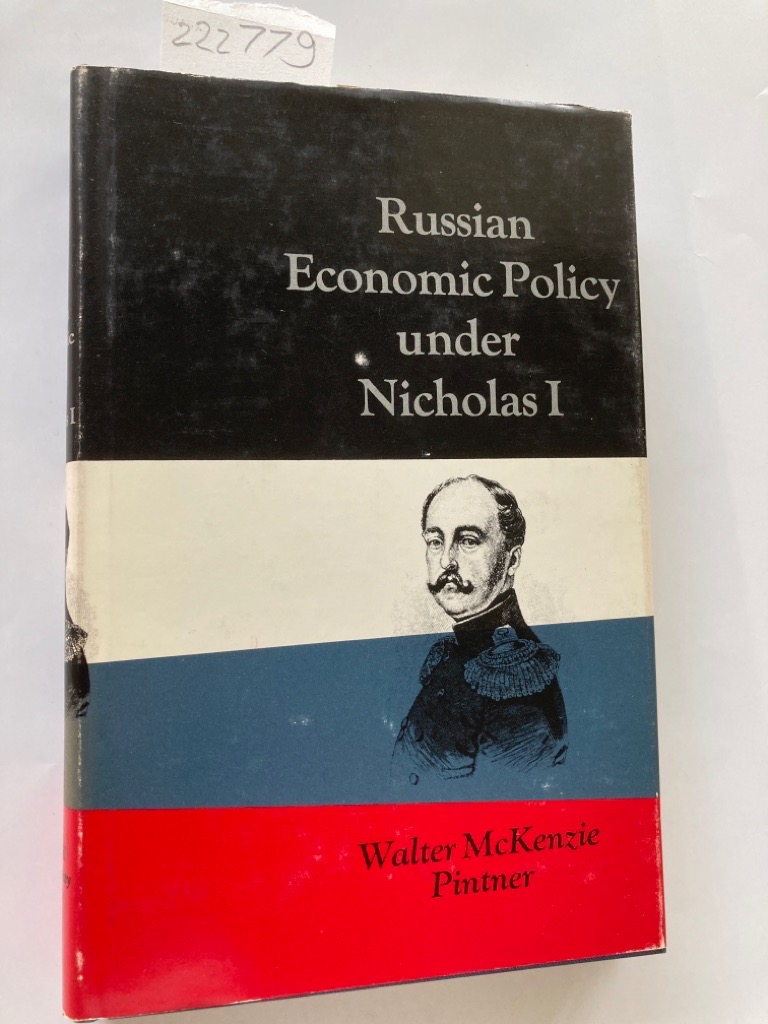 222779
Russian
Economic Policy
under
Nicholas I
Walter McKenzie
Pintner